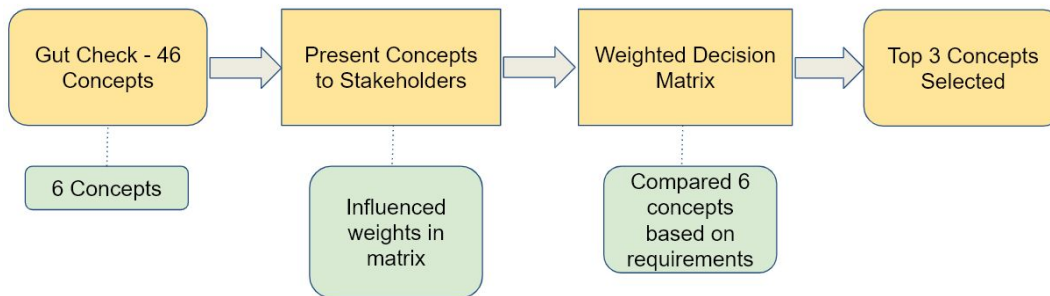 Gut Check - 46
Concepts
Present Concepts
to Stakeholders
Weighted Decision
Matrix
Top 3 Concepts
Selected
6 Concepts
Influenced
weights in
matrix
Compared 6
concepts
based on
requirements